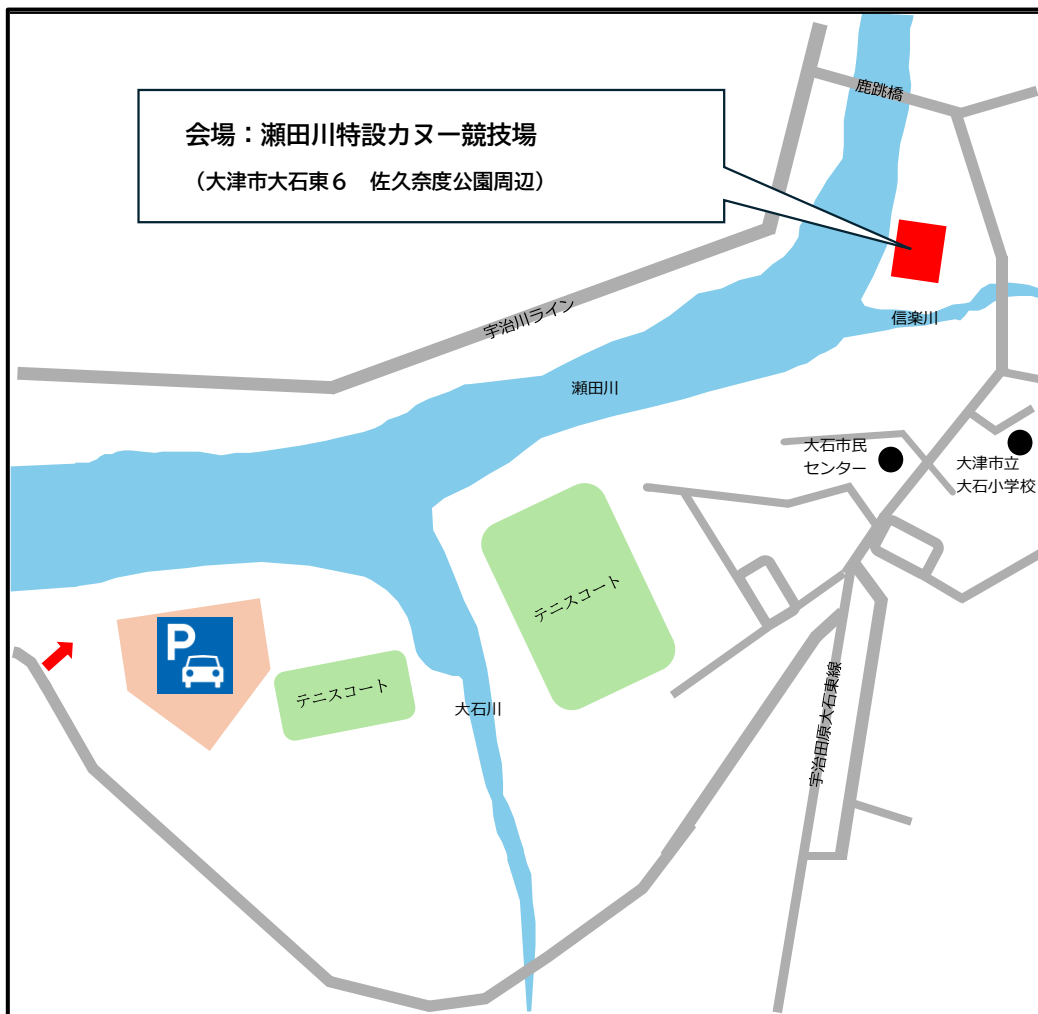 鹿跳橋
会場：瀬田川特設カヌー競技場
（大津市大石東６　佐久奈度公園周辺）
宇治川ライン
信楽川
瀬田川
大石市民
センター
大津市立
大石小学校
テニスコート
P
テニスコート
大石川
宇治田原大石東線